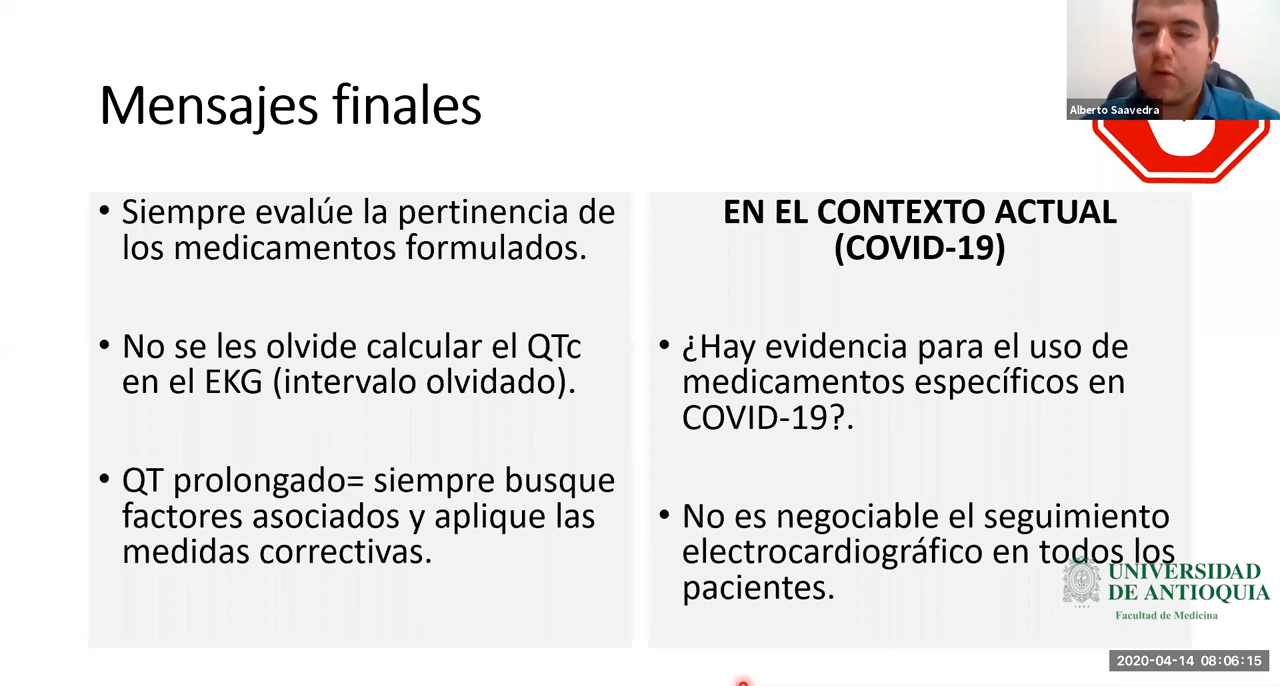 Mensajes finales
Alberto Saavedra
• Siempre evalúe la pertinencia de
los medicamentos formulados.
• No se les olvide calcular el QTc
en el EKG (intervalo olvidado).
• QT prolongado= siempre busque
factores asociados y aplique las
medidas correctivas.
EN EL CONTEXTO ACTUAL
(COVID-19)
• ¿Hay evidencia para el uso de
medicamentos específicos en
COVID-19?.
• No es negociable el seguimiento
electrocardiográfico en todos los
pacientes.
UNIVERSIDAD
DE ANTIOQUIA
Facultad de Medicina
2020-04-14 08:06:15